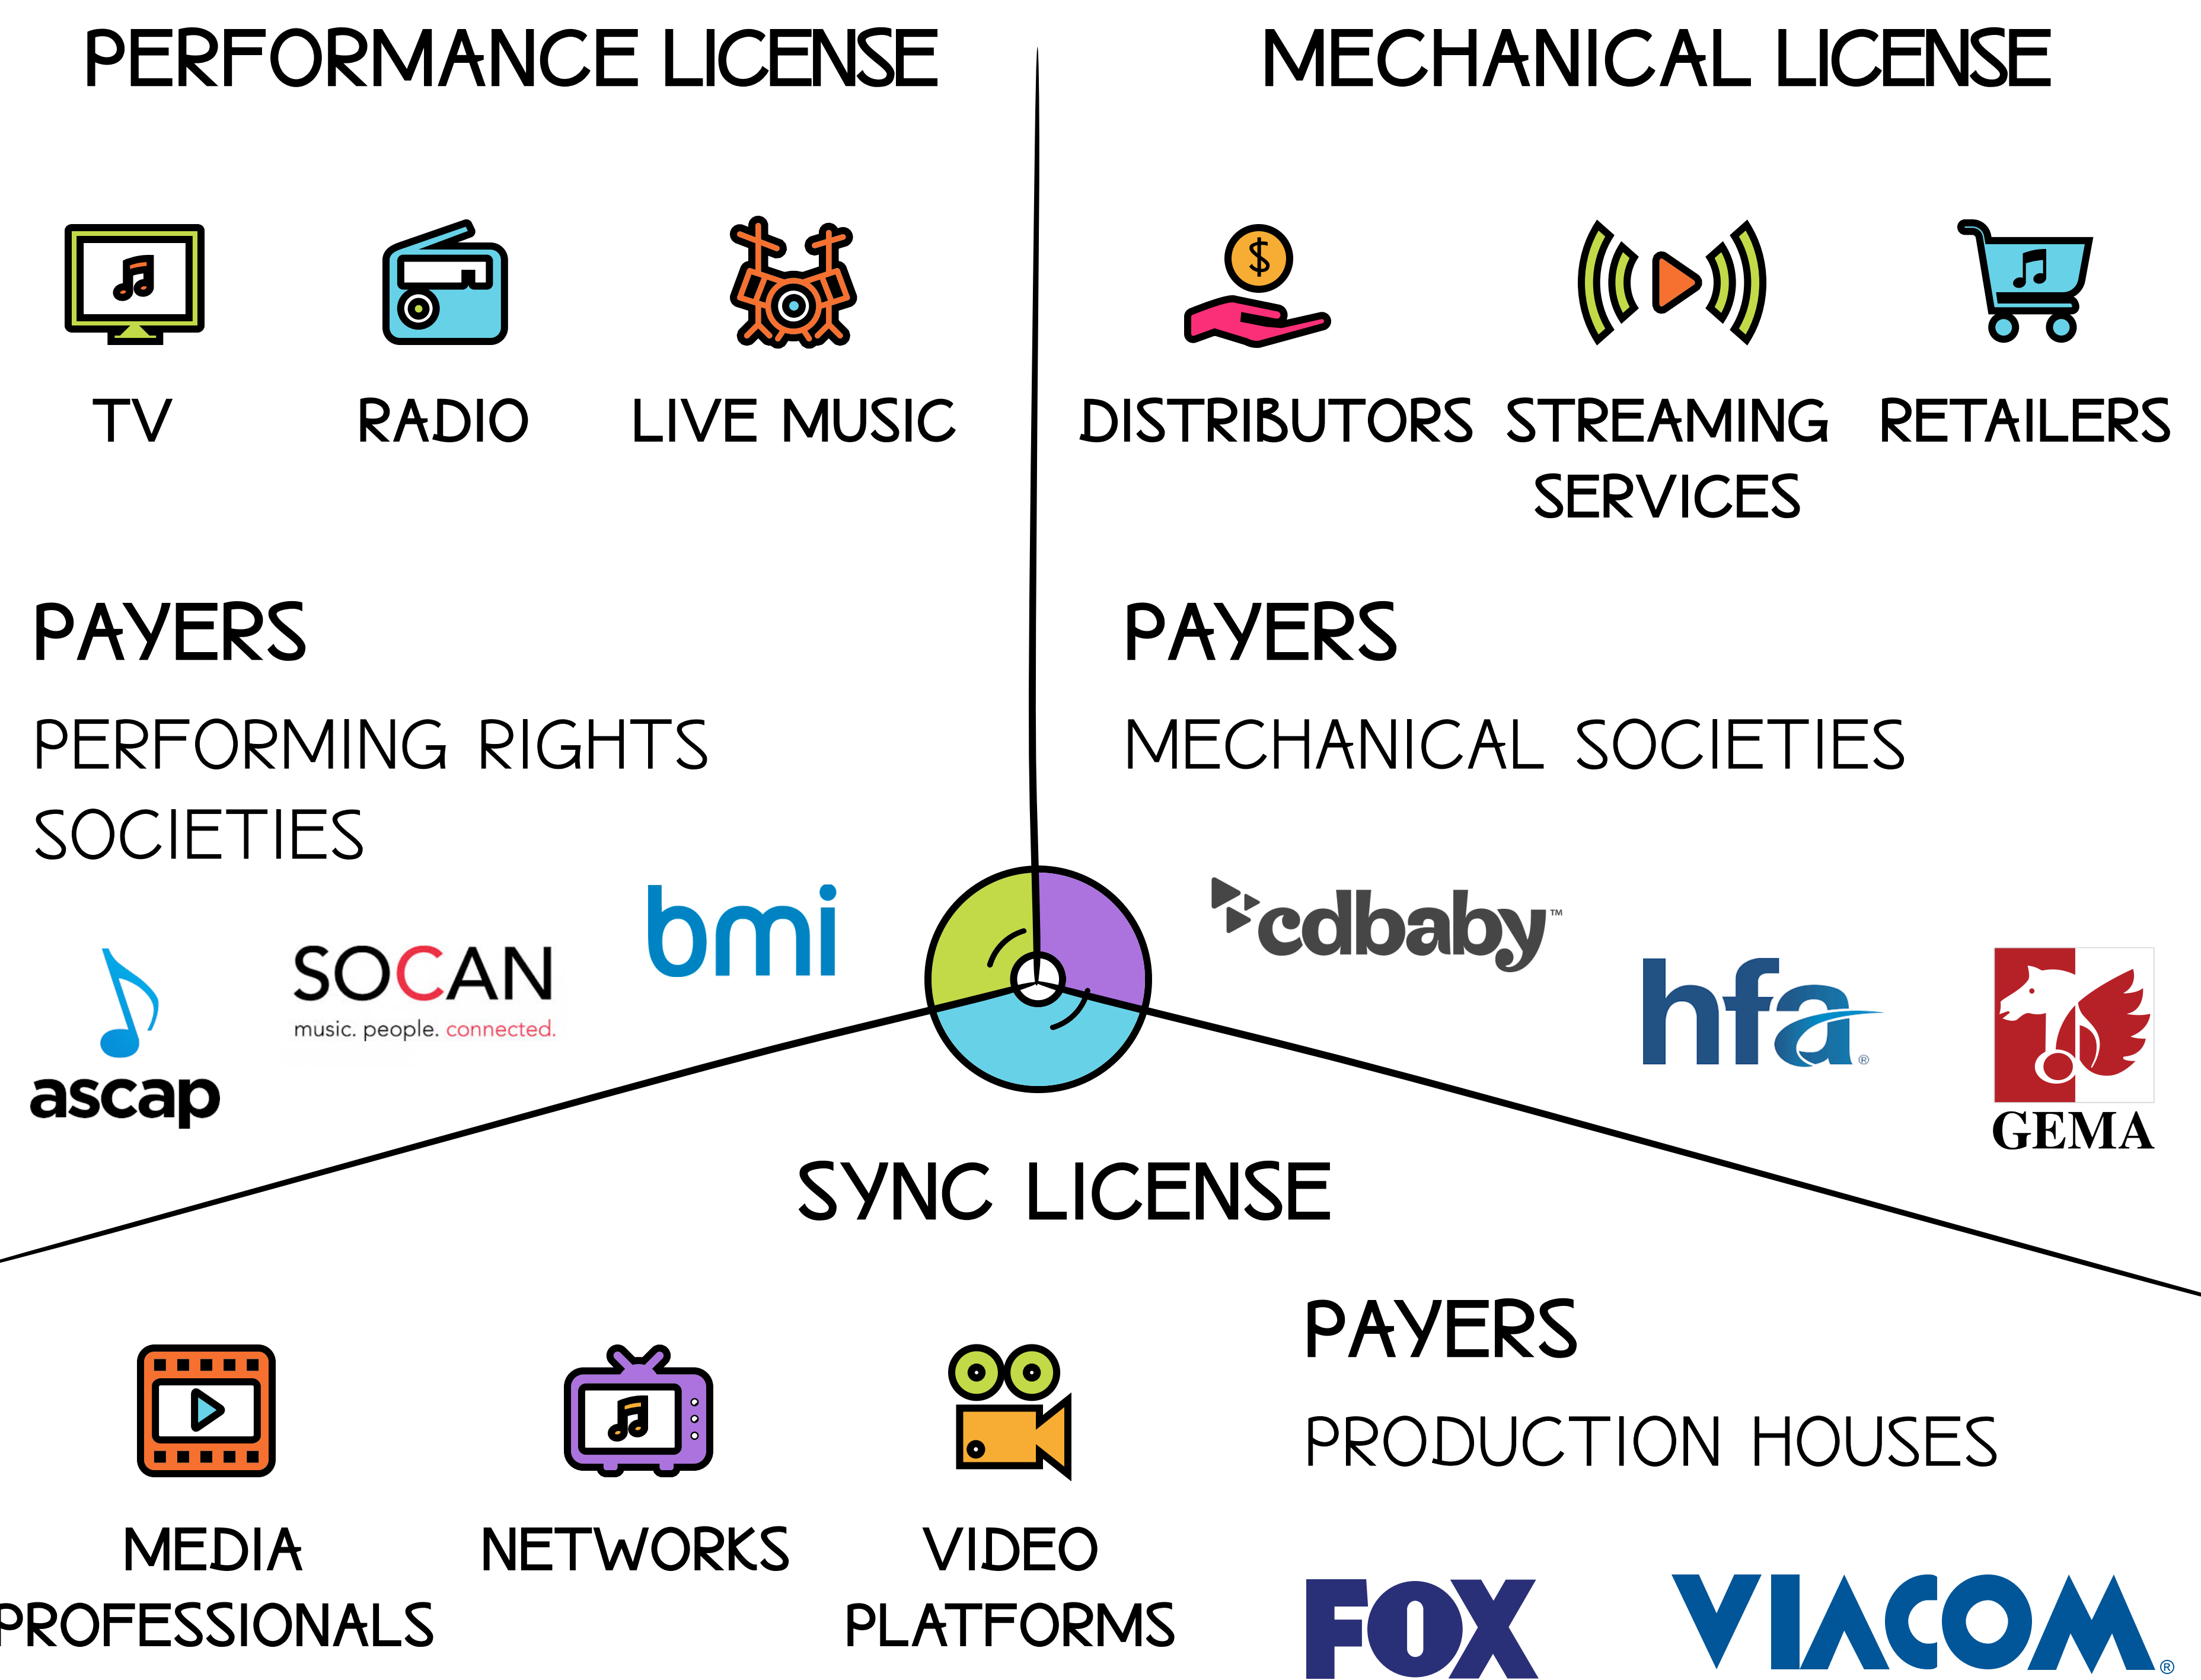 PERFORMANCE LICENSE
TV
RADIO
LIVE MUSIC
PAYERS
PERFORMING RIGHTS
SOCIETIES
ascap
SOCAN
music. people. connected.
bmi
MECHANICAL LICENSE
DISTRIBUTORS
STREAMING
SERVICES
RETAILERS
PAYERS
MECHANICAL SOCIETIES
cdbaby™
hfa®
GEMA
SYNC LICENSE
MEDIA
PROFESSIONALS
NETWORKS
VIDEO
PLATFORMS
PAYERS
PRODUCTION HOUSES
FOX
VIACOM®